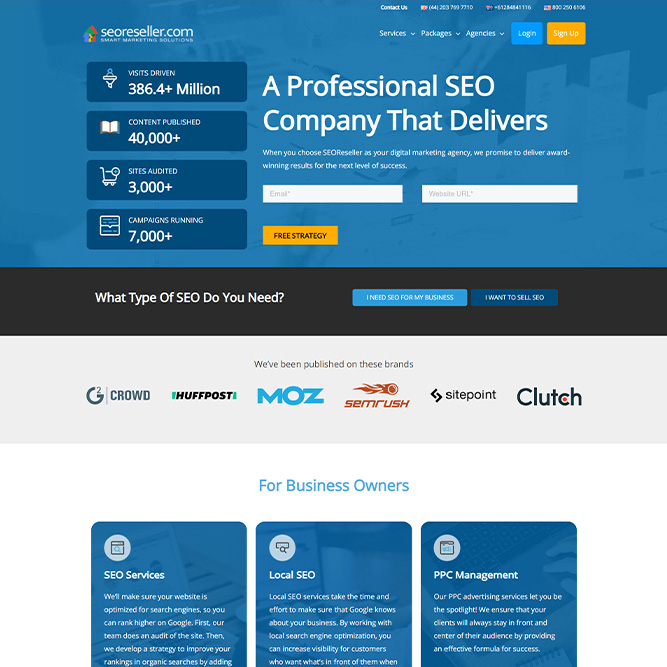 Contact Us: (44) 203 769 7710 +61284841116 800 250 6106
seoreseller.com
SMART MARKETING SOLUTIONS
Services Packages Agencies Login Sign Up
VISITS DRIVEN
386.4+ Million
CONTENT PUBLISHED
40,000+
SITES AUDITED
3,000+
CAMPAIGNS RUNNING
7,000+
A Professional SEO
Company That Delivers
When you choose SEOReseller as your digital marketing agency, we promise to deliver award-
winning results for the next level of success.
Email* Website URL*
FREE STRATEGY
What Type Of SEO Do You Need? I NEED SEO FOR MY BUSINESS I WANT TO SELL SEO
We've been published on these brands
G2 CROWD HUFFPOST MOZ semrush sitepoint Clutch
For Business Owners
SEO Services
We'll make sure your website is
optimized for search engines, so you
can rank higher on Google. First, our
team does an audit of the site. Then,
we develop a strategy to improve your
rankings in organic searches by adding
Local SEO
Local SEO services take the time and
effort to make sure that Google knows
about your business. By working with
local search engine optimization, you
can increase visibility for customers
who want what's in front of them when
PPC Management
Our PPC advertising services let you be
the spotlight! We ensure that your
clients will always stay in front and
center of their audience by providing
an effective formula for success.